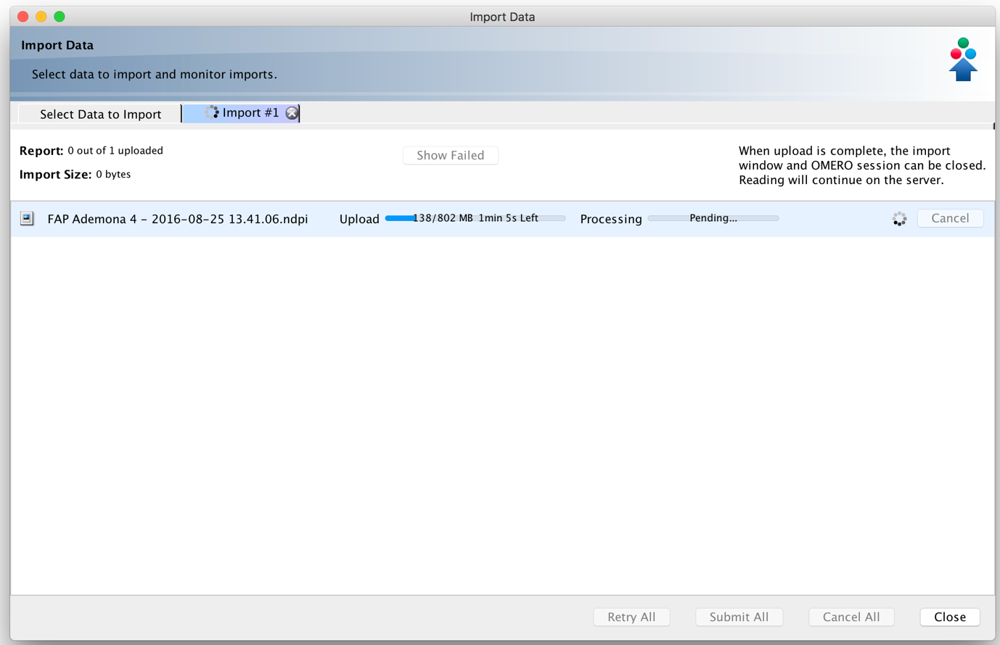 Import Data
Import Data
Select data to import and monitor imports.
Select Data to Import
Import #1
Report: 0 out of 1 uploaded
Import Size: 0 bytes
Show Failed
When upload is complete, the import
window and OMERO session can be closed.
Reading will continue on the server.
FAP Ademona 4 - 2016-08-25 13.41.06.ndpi Upload 138/802 MB 1min 5s Left Processing Pending... Cancel
Retry All Submit All Cancel All Close